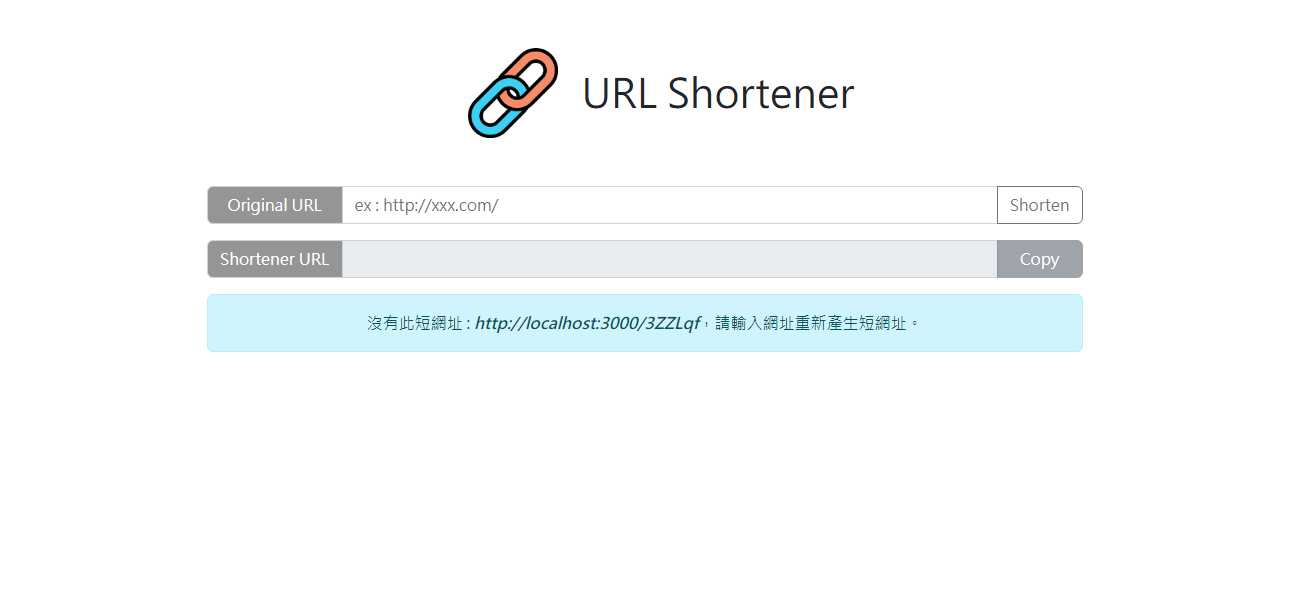 URL Shortener
Original URL ex : http://xxx.com/ Shorten
Shortener URL Copy
沒有此短網址 : http://localhost:3000/3ZZLqf，請輸入網址重新產生短網址。